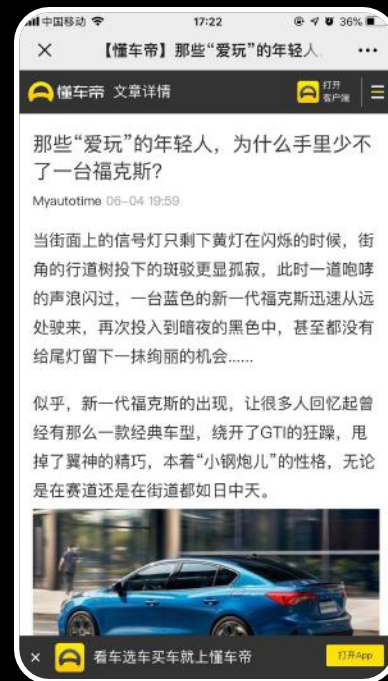 中国移动 17:22 36%
【懂车帝】那些“爱玩”的年轻人
懂车帝 文章详情 打开
客户端
那些“爱玩”的年轻人，为什么手里少不
了一台福克斯？
Myautotime 06-04 19:59
当街面上的信号灯只剩下黄灯在闪烁的时候，街
角的行道树投下的斑驳更显孤寂，此时一道咆哮
的声浪闪过，一台蓝色的新一代福克斯迅速从远
处驶来，再次投入到暗夜的黑色中，甚至都没有
给尾灯留下一抹绚丽的机会……
似乎，新一代福克斯的出现，让很多人回忆起曾
经有那么一款经典车型，绕开了GTI的狂躁，甩
掉了翼神的精巧，本着“小钢炮儿”的性格，无论
是在赛道还是在街道都如日中天。
看车选车买车就上懂车帝 打开App